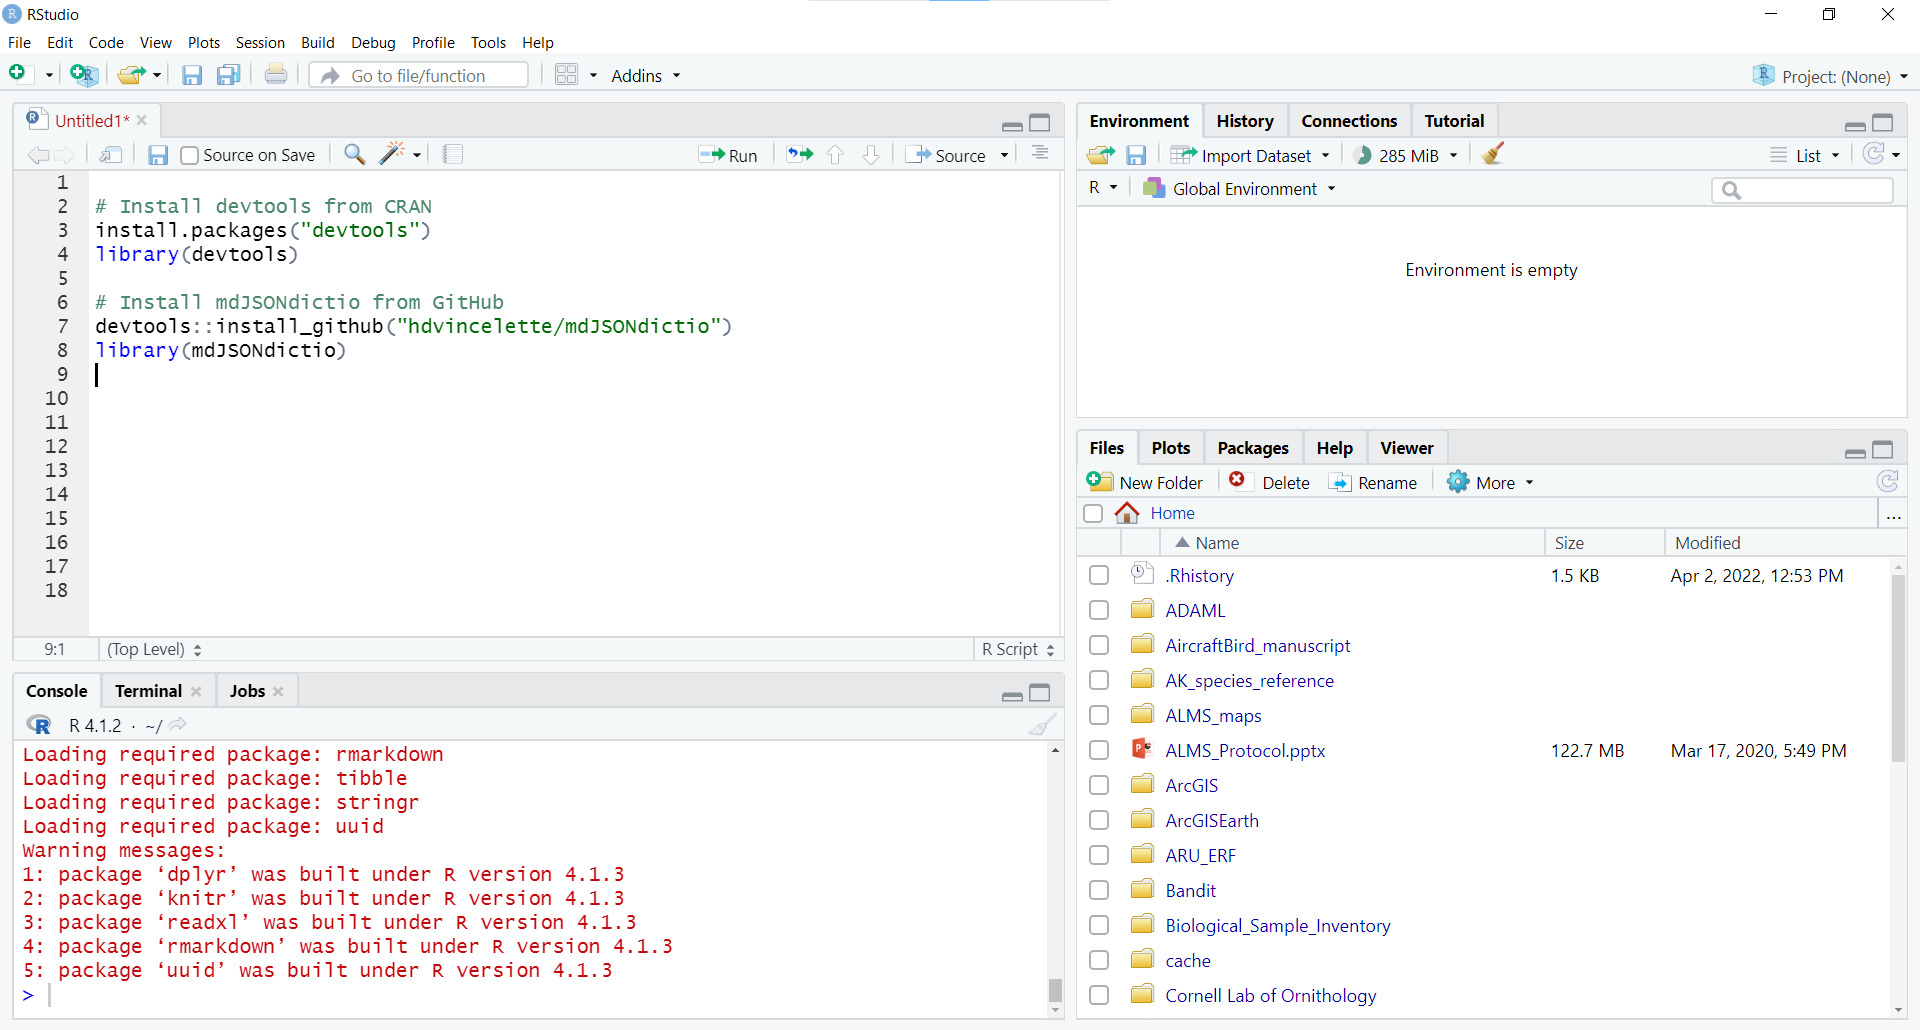 RStudio
File Edit Code View Plots Session Build Debug Profile Tools Help
Go to file/function Addins Project: (None)
Untitled1*
Source on Save Run Source
1
2 # Install devtools from CRAN
3 install.packages("devtools")
4 library(devtools)
5
6 # Install mdJSONdictio from GitHub
7 devtools::install_github("hdvincelette/mdJSONdictio")
8 library(mdJSONdictio)
9
10
11
12
13
14
15
16
17
18
9:1 (Top Level) R Script
Console Terminal Jobs
R 4.1.2 · ~/
Loading required package: rmarkdown
Loading required package: tibble
Loading required package: stringr
Loading required package: uuid
Warning messages:
1: package ‘dplyr’ was built under R version 4.1.3
2: package ‘knitr’ was built under R version 4.1.3
3: package ‘readxl’ was built under R version 4.1.3
4: package ‘rmarkdown’ was built under R version 4.1.3
5: package ‘uuid’ was built under R version 4.1.3
>
Environment History Connections Tutorial
Import Dataset 285 MiB List
R Global Environment
Environment is empty
Files Plots Packages Help Viewer
New Folder Delete Rename More
Home ...
Name Size Modified
.Rhistory 1.5 KB Apr 2, 2022, 12:53 PM
ADAML
AircraftBird_manuscript
AK_species_reference
ALMS_maps
ALMS_Protocol.pptx 122.7 MB Mar 17, 2020, 5:49 PM
ArcGIS
ArcGISEarth
ARU_ERF
Bandit
Biological_Sample_Inventory
cache
Cornell Lab of Ornithology